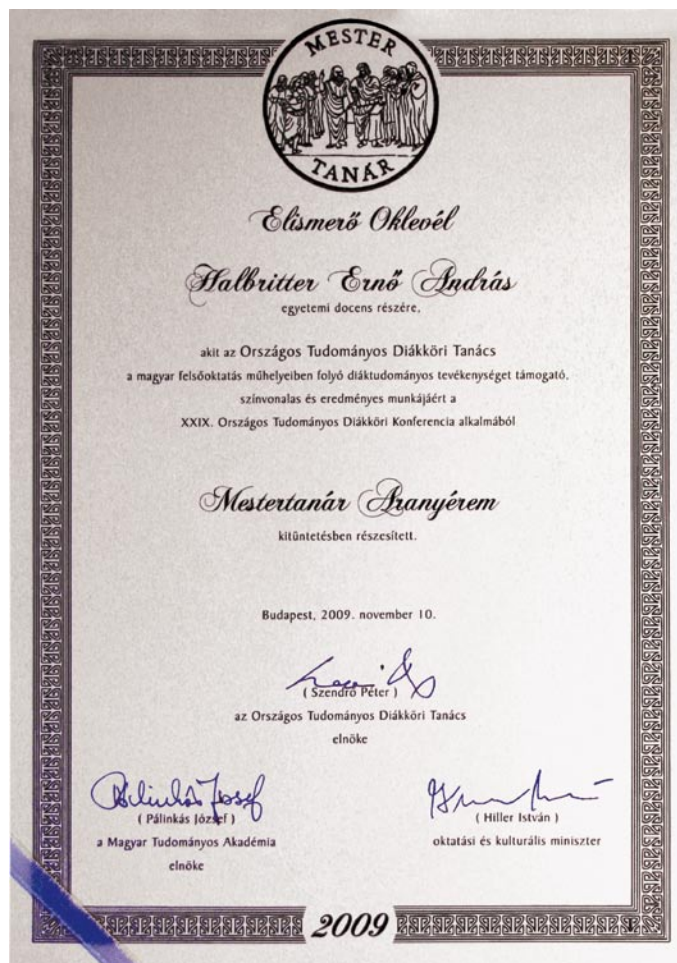 MESTER
TANÁR
Elismerő Oklevél
Halbritter Ernő András
egyetemi docens részére,
akit az Országos Tudományos Diákköri Tanács
a magyar felsőoktatás műhelyeiben folyó diáktudományos tevékenységet támogató,
színvonalas és eredményes munkájáért a
XXIX. Országos Tudományos Diákköri Konferencia alkalmából
Mestertanár Aranyérem
kitüntetésben részesített.
Budapest, 2009. november 10.
( Szendrő Péter )
az Országos Tudományos Diákköri Tanács
elnöke
Pálinkás József
( Pálinkás József )
a Magyar Tudományos Akadémia
elnöke
( Hiller István )
oktatási és kulturális miniszter
2009